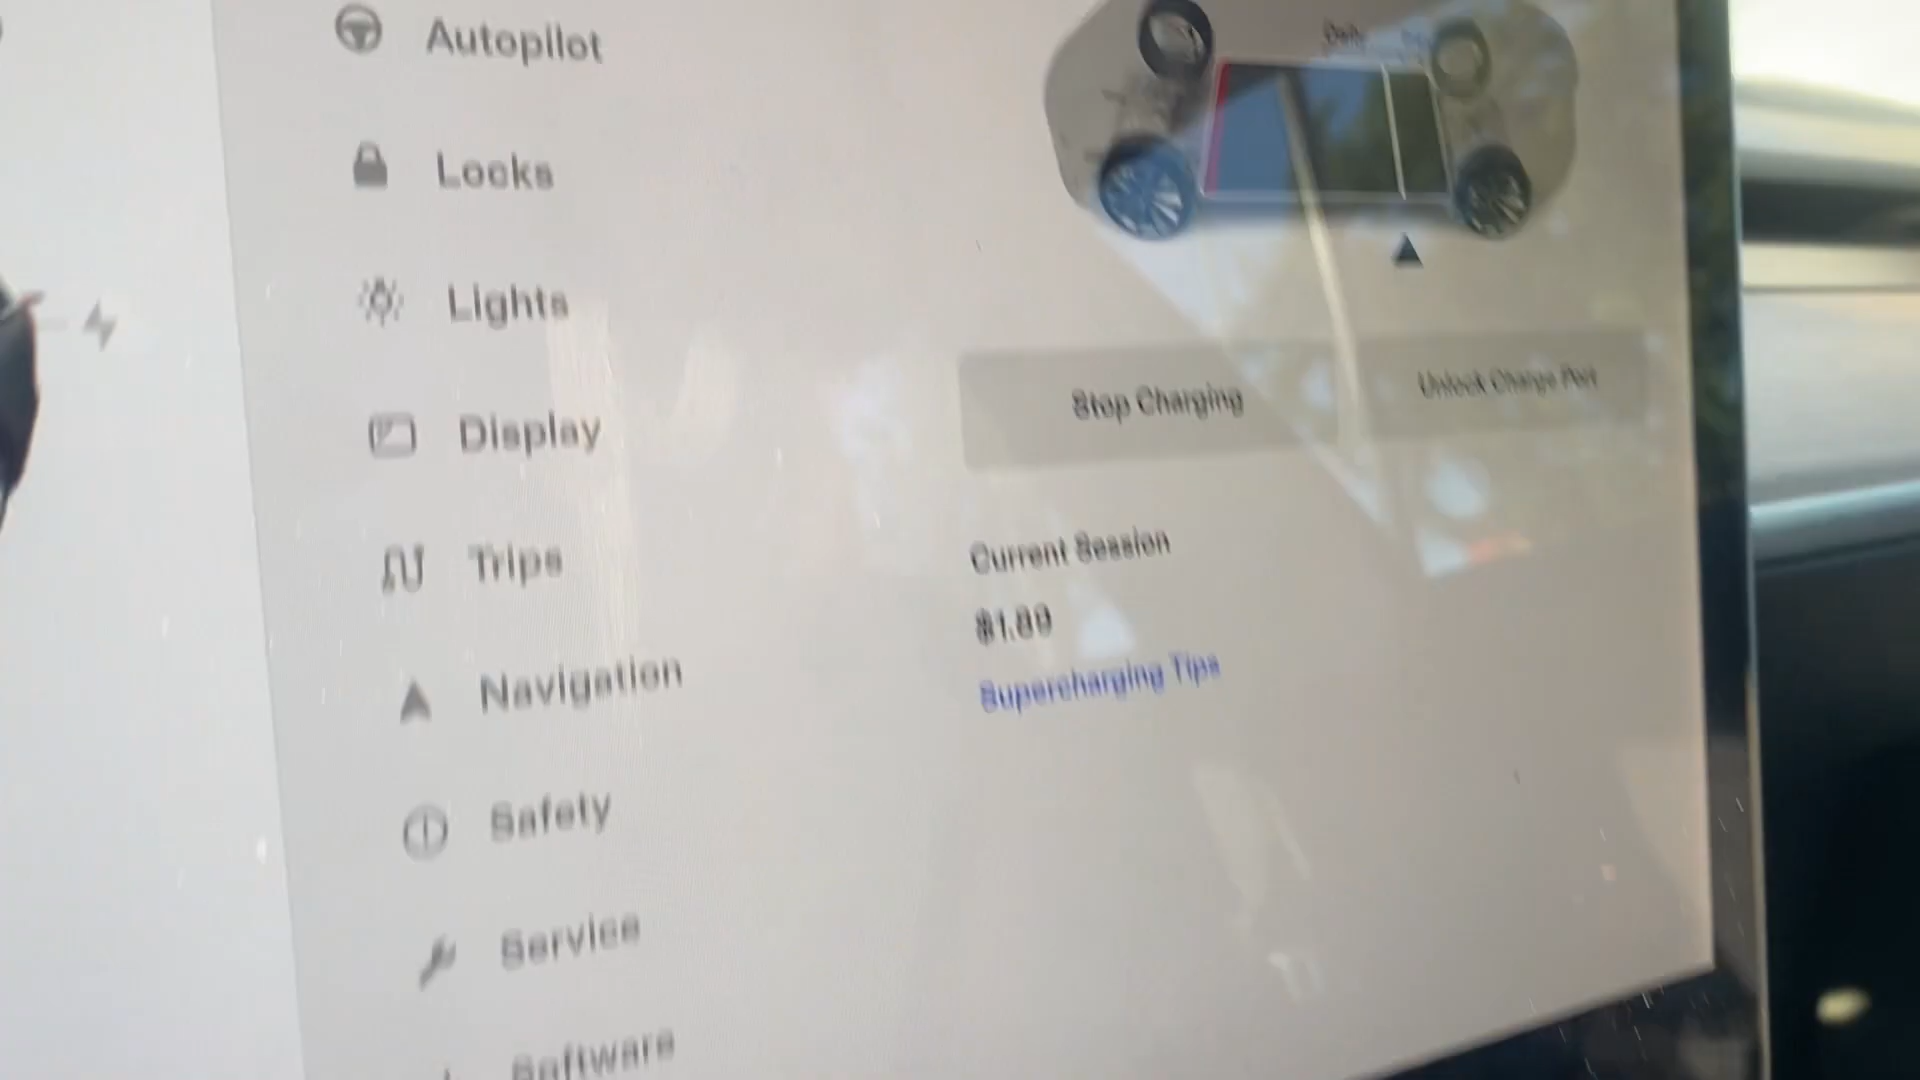 Autopilot
Locks
Lights
Display
Trips
Navigation
Safety
Service
Software
Daily
Stop Charging
Unlock Charge Port
Current Session
$1.89
Supercharging Tips